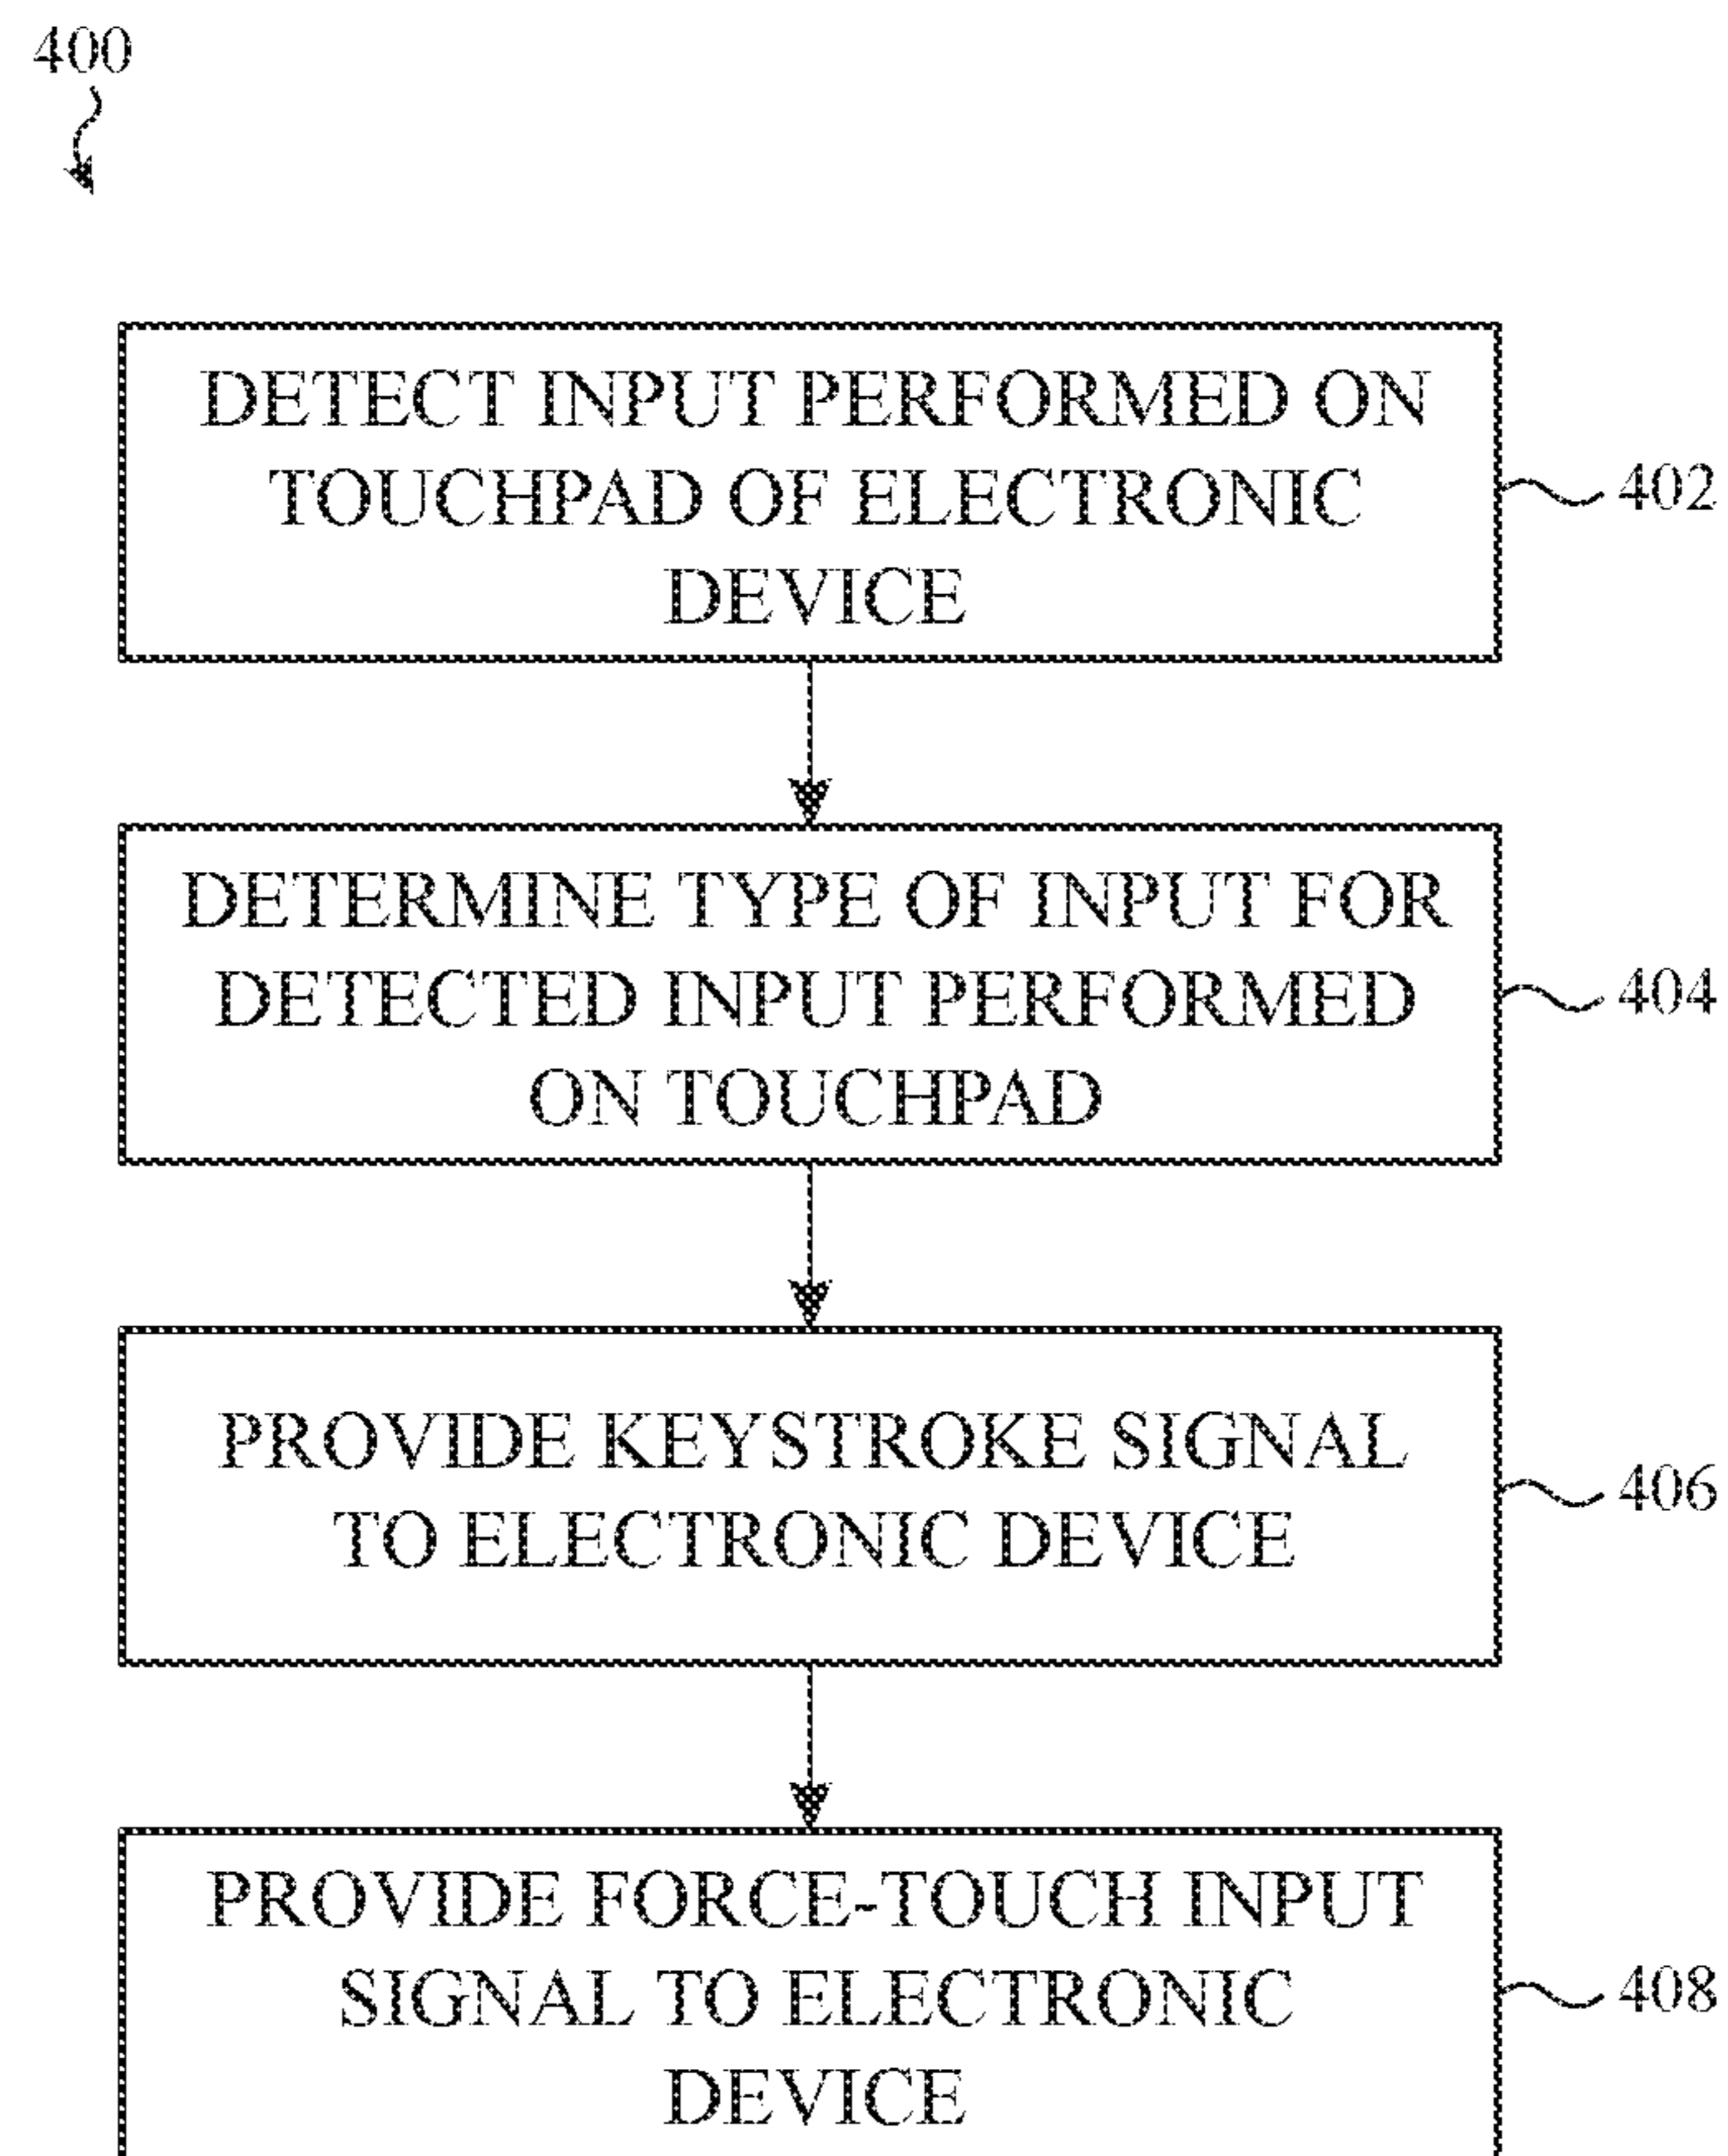 400
DETECT INPUT PERFORMED ON
TOUCHPAD OF ELECTRONIC
DEVICE
402
DETERMINE TYPE OF INPUT FOR
DETECTED INPUT PERFORMED
ON TOUCHPAD
404
PROVIDE KEYSTROKE SIGNAL
TO ELECTRONIC DEVICE
406
PROVIDE FORCE-TOUCH INPUT
SIGNAL TO ELECTRONIC
DEVICE
408